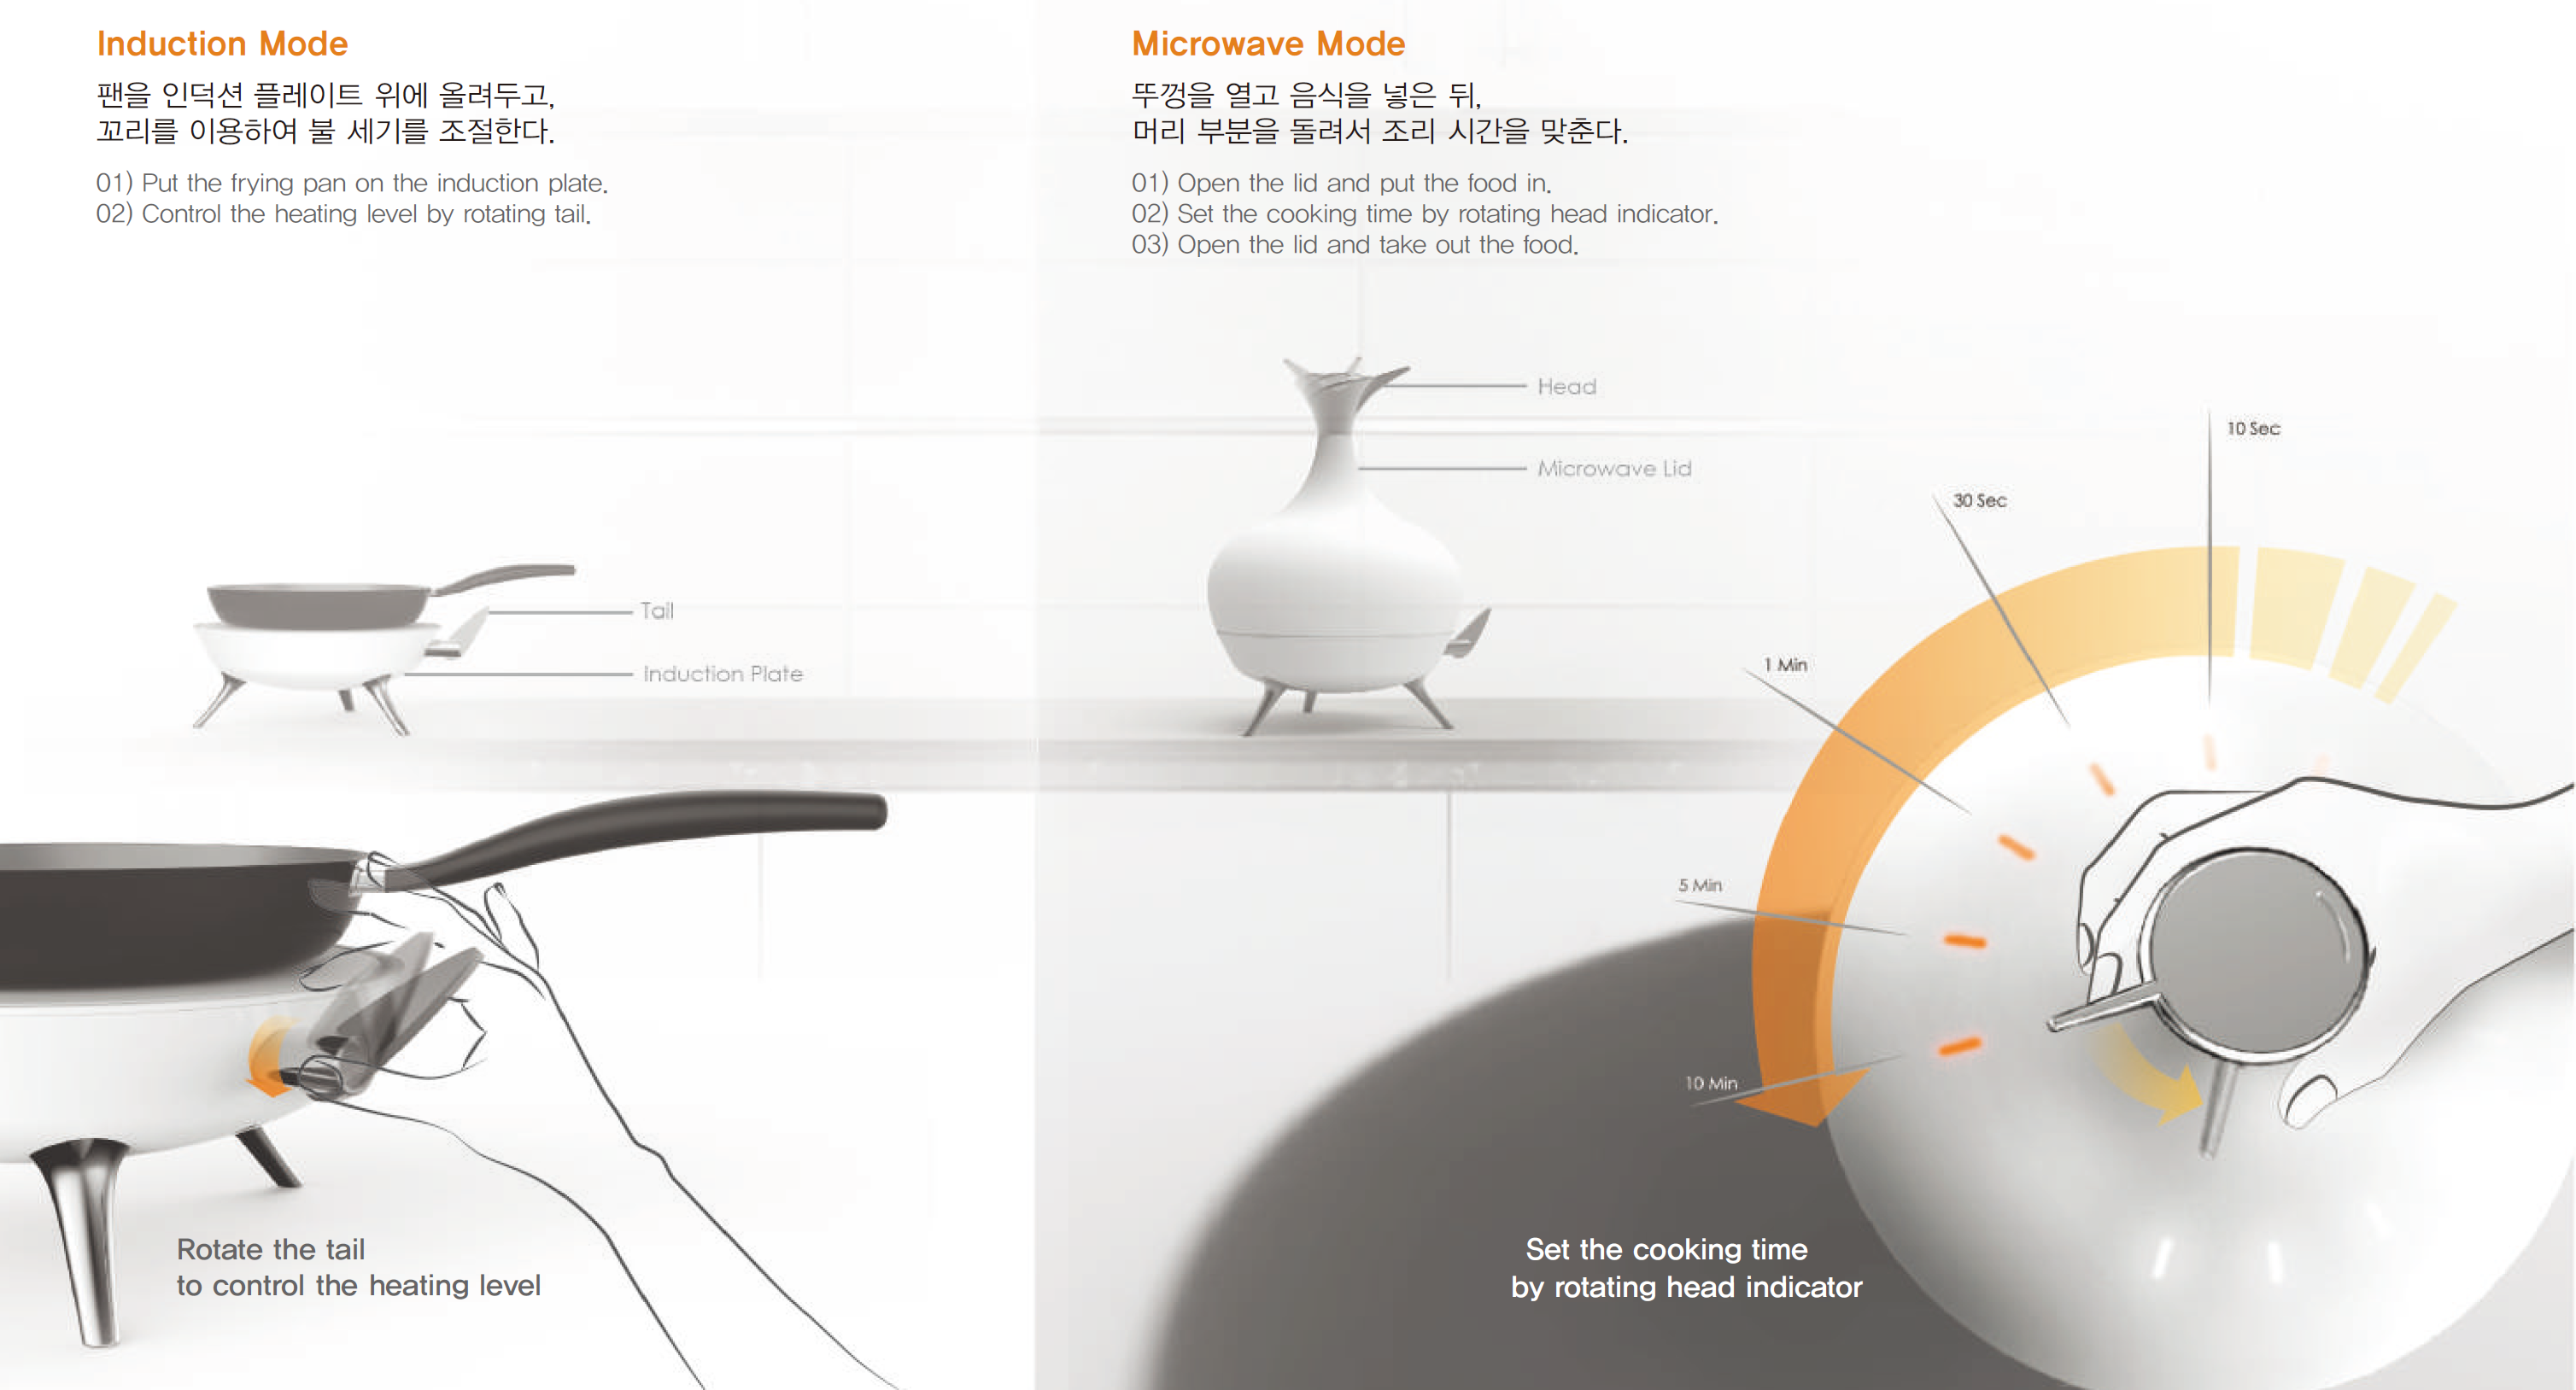 Induction Mode
팬을 인덕션 플레이트 위에 올려두고,
꼬리를 이용하여 불 세기를 조절한다.
01) Put the frying pan on the induction plate.
02) Control the heating level by rotating tail.
Tail
Induction Plate
Rotate the tail
to control the heating level
Microwave Mode
뚜껑을 열고 음식을 넣은 뒤,
머리 부분을 돌려서 조리 시간을 맞춘다.
01) Open the lid and put the food in.
02) Set the cooking time by rotating head indicator.
03) Open the lid and take out the food.
Head
Microwave Lid
10 Sec
30 Sec
1 Min
5 Min
10 Min
Set the cooking time
by rotating head indicator